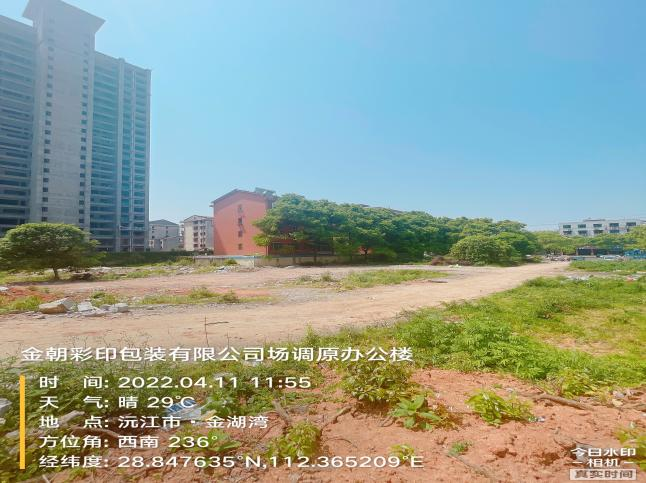 金朝彩印包装有限公司场调原办公楼
时 间: 2022.04.11 11:55
天 气: 晴 29℃
地 点: 沅江市·金湖湾
方位角: 西南 236°
经纬度: 28.847635°N,112.365209°E
今日水印
-相机-
真实时间